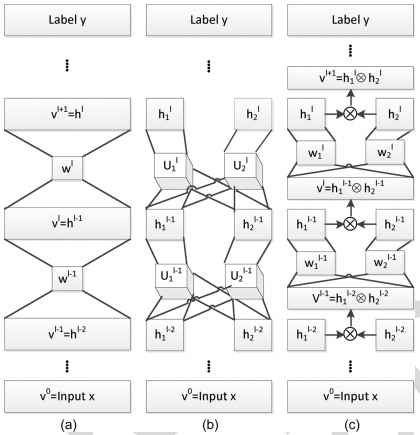 Label y
Label y
Label y
v^{l+1}=h_1^l⊗h_2^l
v^{l+1}=h^l
h_1^l
h_2^l
h_1^l
⊗
h_2^l
w^l
U_1^l
U_2^l
w_1^l
w_2^l
v^l=h_1^{l-1}⊗h_2^{l-1}
v^l=h^{l-1}
h_1^{l-1}
h_2^{l-1}
h_1^{l-1}
⊗
h_2^{l-1}
w^{l-1}
U_1^{l-1}
U_2^{l-1}
w_1^{l-1}
w_2^{l-1}
V^{l-1}=h_1^{l-2}⊗h_2^{l-2}
v^{l-1}=h^{l-2}
h_1^{l-2}
h_2^{l-2}
h_1^{l-2}
⊗
h_2^{l-2}
v^0=Input x
v^0=Input x
v^0=Input x
(a)
(b)
(c)